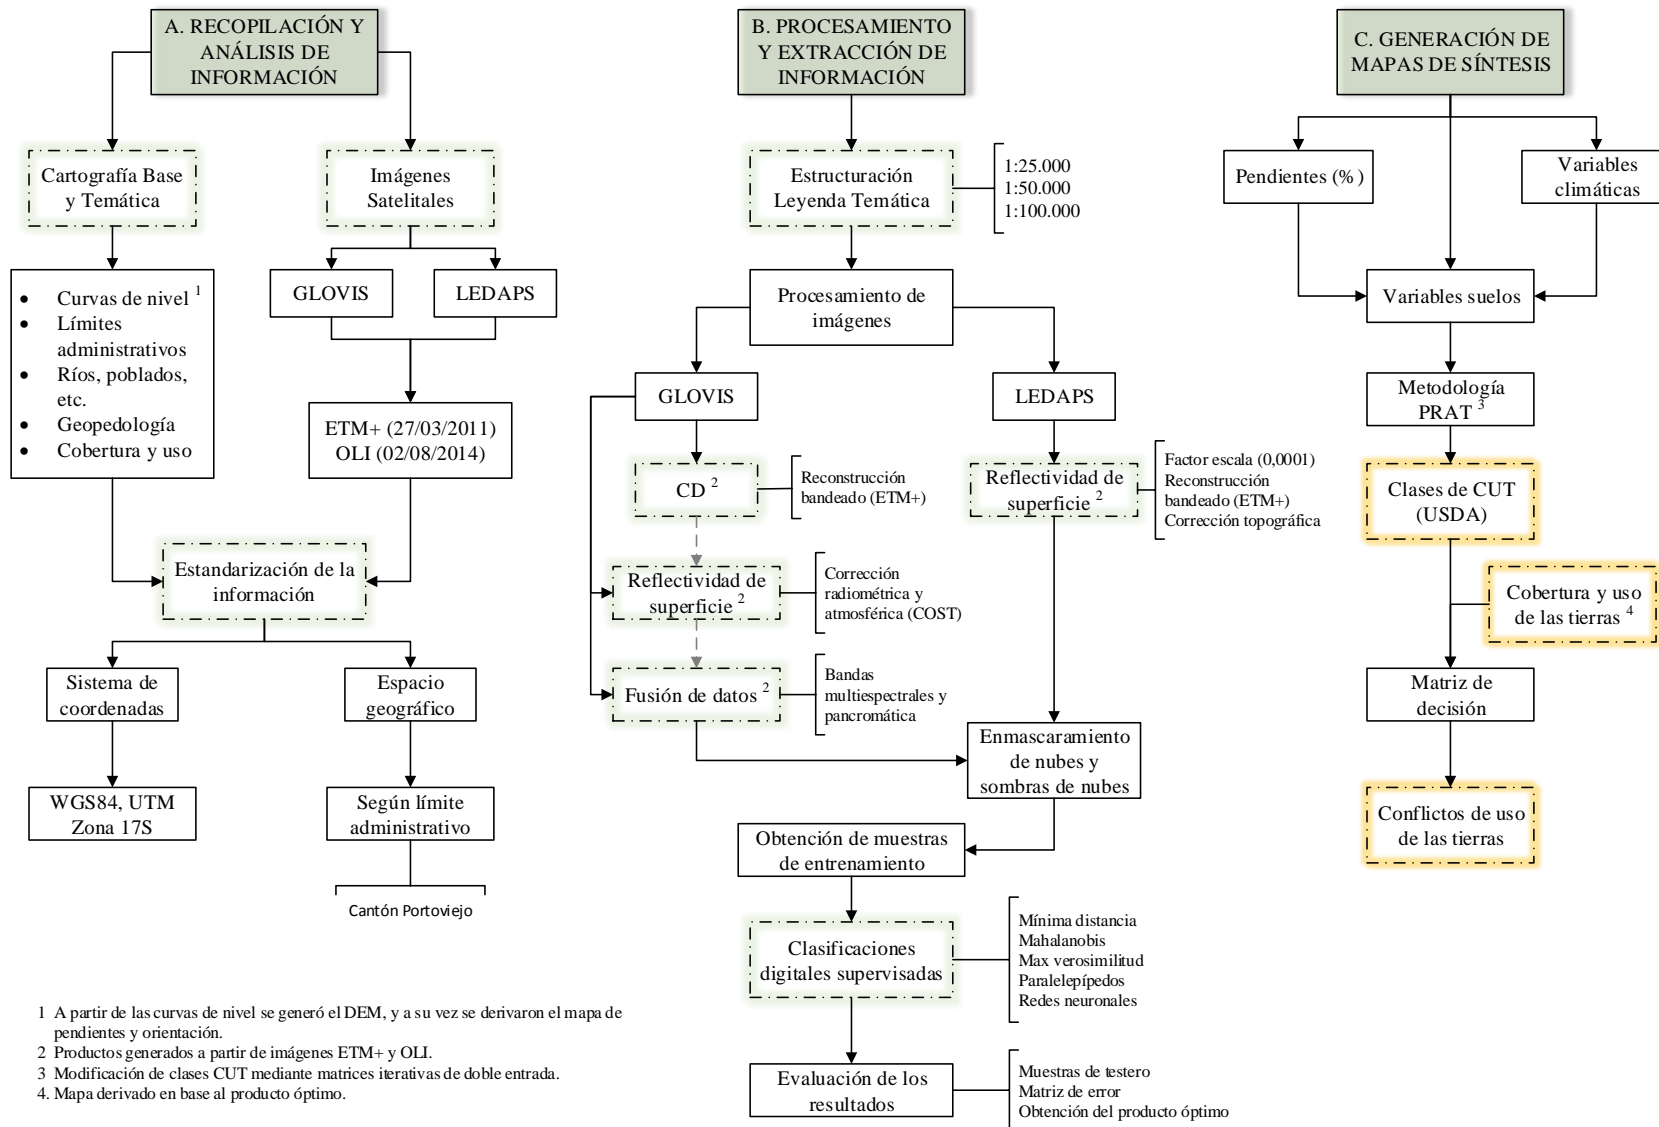 A. RECOPILACIÓN Y
ANÁLISIS DE
INFORMACIÓN
Cartografía Base
y Temática
Imágenes
Satelitales
• Curvas de nivel 1
• Límites
administrativos
• Ríos, poblados,
etc.
• Geopedología
• Cobertura y uso
GLOVIS
LEDAPS
ETM+ (27/03/2011)
OLI (02/08/2014)
Estandarización de la
información
Sistema de
coordenadas
Espacio
geográfico
WGS84, UTM
Zona 17S
Según límite
administrativo
Cantón Portoviejo
B. PROCESAMIENTO
Y EXTRACCIÓN DE
INFORMACIÓN
Estructuración
Leyenda Temática
1:25.000
1:50.000
1:100.000
Procesamiento de
imágenes
GLOVIS
LEDAPS
CD 2
Reconstrucción
bandeado (ETM+)
Reflectividad de
superficie 2
Factor escala (0,0001)
Reconstrucción
bandeado (ETM+)
Corrección topográfica
Reflectividad de
superficie 2
Corrección
radiométrica y
atmosférica (COST)
Fusión de datos 2
Bandas
multiespectrales y
pancromática
Enmascaramiento
de nubes y
sombras de nubes
Obtención de muestras
de entrenamiento
Clasificaciones
digitales supervisadas
Mínima distancia
Mahalanobis
Max verosimilitud
Paralelepípedos
Redes neuronales
Evaluación de los
resultados
Muestras de testero
Matriz de error
Obtención del producto óptimo
C. GENERACIÓN DE
MAPAS DE SÍNTESIS
Pendientes (%)
Variables
climáticas
Variables suelos
Metodología
PRAT 3
Clases de CUT
(USDA)
Cobertura y uso
de las tierras 4
Matriz de
decisión
Conflictos de uso
de las tierras
1 A partir de las curvas de nivel se generó el DEM, y a su vez se derivaron el mapa de
pendientes y orientación.
2 Productos generados a partir de imágenes ETM+ y OLI.
3 Modificación de clases CUT mediante matrices iterativas de doble entrada.
4. Mapa derivado en base al producto óptimo.